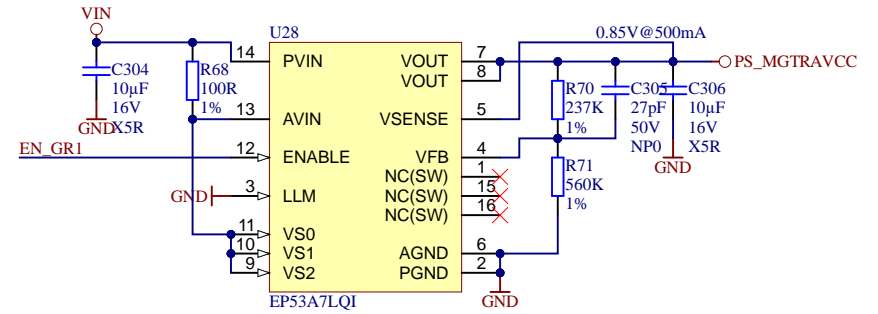 VIN
U28
0.85V@500mA
14
PVIN
VOUT
7
PS_MGTRAVCC
C304
10µF
16V
X5R
GND
R68
100R
1%
VOUT
8
R70
237K
1%
C305
27pF
50V
NP0
C306
10µF
16V
X5R
GND
13
AVIN
VSENSE
5
EN_GR1
12
ENABLE
VFB
4
NC(SW)
1
R71
560K
1%
GND
3
LLM
NC(SW)
15
NC(SW)
16
11
VS0
10
VS1
AGND
6
9
VS2
PGND
2
EP53A7LQI
GND